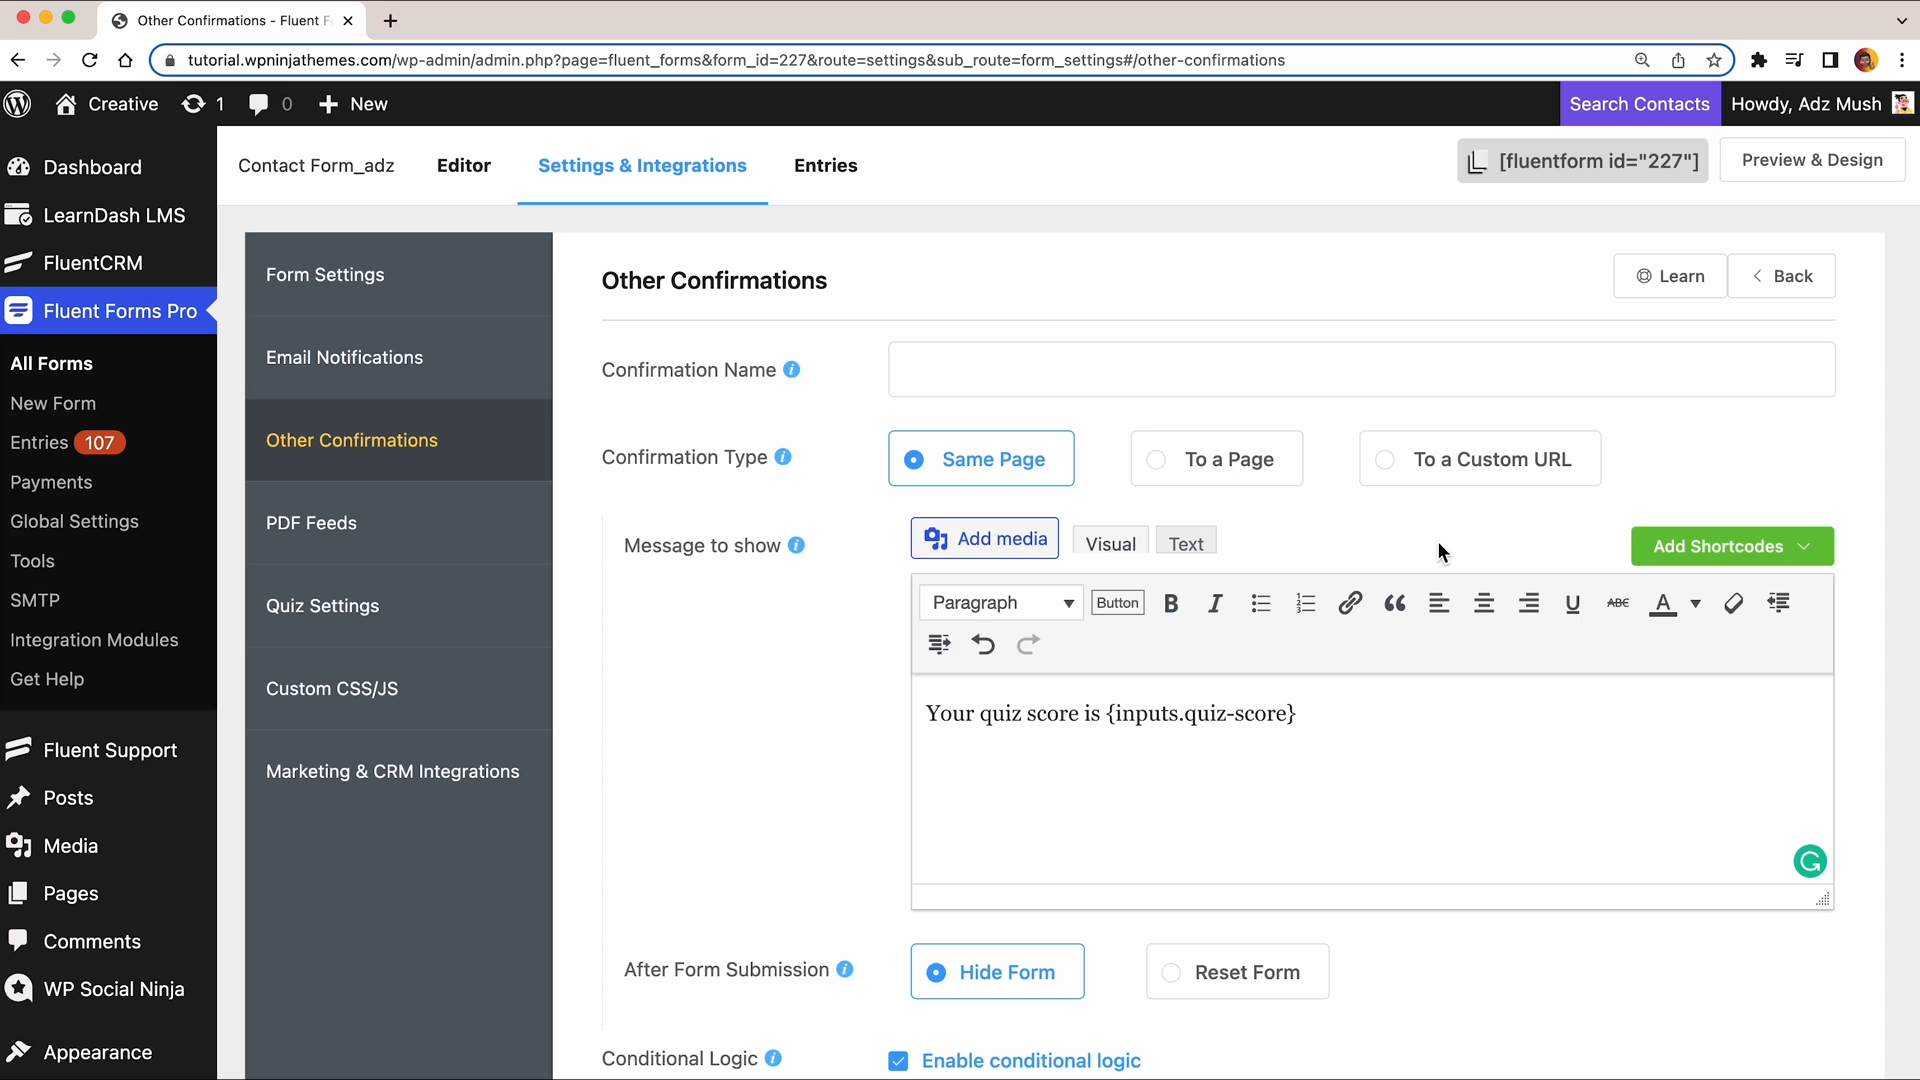 Other Confirmations - Fluent F
tutorial.wpninjathemes.com/wp-admin/admin.php?page=fluent_forms&form_id=227&route=settings&sub_route=form_settings#/other-confirmations
Creative 1 0 New Search Contacts Howdy, Adz Mush
Dashboard
LearnDash LMS
FluentCRM
Fluent Forms Pro
All Forms
New Form
Entries 107
Payments
Global Settings
Tools
SMTP
Integration Modules
Get Help
Fluent Support
Posts
Media
Pages
Comments
WP Social Ninja
Appearance
Contact Form_adz Editor Settings & Integrations Entries [fluentform id="227"] Preview & Design
Form Settings
Email Notifications
Other Confirmations
PDF Feeds
Quiz Settings
Custom CSS/JS
Marketing & CRM Integrations
Other Confirmations Learn Back
Confirmation Name
Confirmation Type Same Page To a Page To a Custom URL
Message to show Add media Visual Text Add Shortcodes
Paragraph Button B I U ABC A
Your quiz score is {inputs.quiz-score}
After Form Submission Hide Form Reset Form
Conditional Logic Enable conditional logic